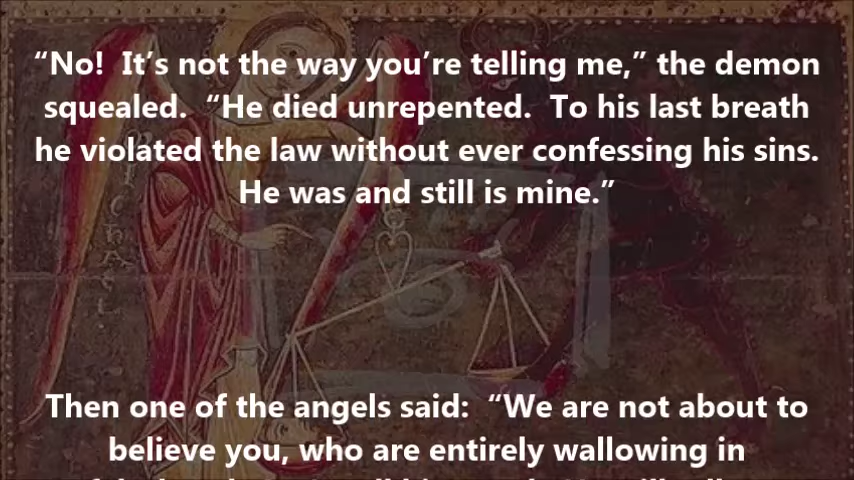 “No!  It’s not the way you’re telling me,” the demon
squealed.  “He died unrepented.  To his last breath
he violated the law without ever confessing his sins.
He was and still is mine.”
Then one of the angels said:  “We are not about to
believe you, who are entirely wallowing in